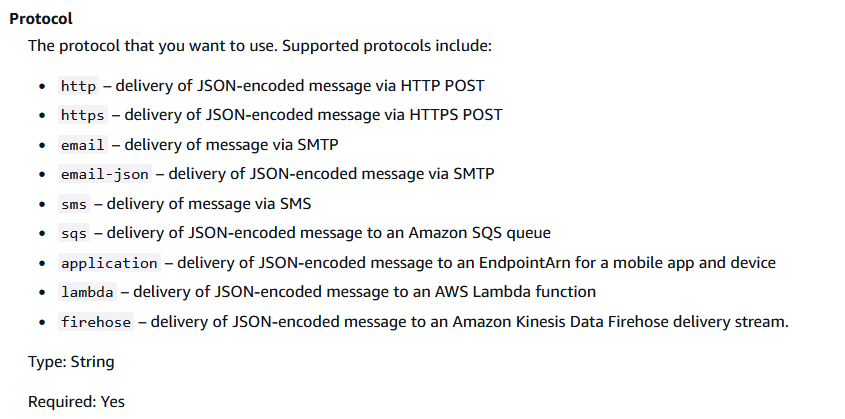 Protocol
The protocol that you want to use. Supported protocols include:
• http – delivery of JSON-encoded message via HTTP POST
• https – delivery of JSON-encoded message via HTTPS POST
• email – delivery of message via SMTP
• email-json – delivery of JSON-encoded message via SMTP
• sms – delivery of message via SMS
• sqs – delivery of JSON-encoded message to an Amazon SQS queue
• application – delivery of JSON-encoded message to an EndpointArn for a mobile app and device
• lambda – delivery of JSON-encoded message to an AWS Lambda function
• firehose – delivery of JSON-encoded message to an Amazon Kinesis Data Firehose delivery stream.
Type: String
Required: Yes